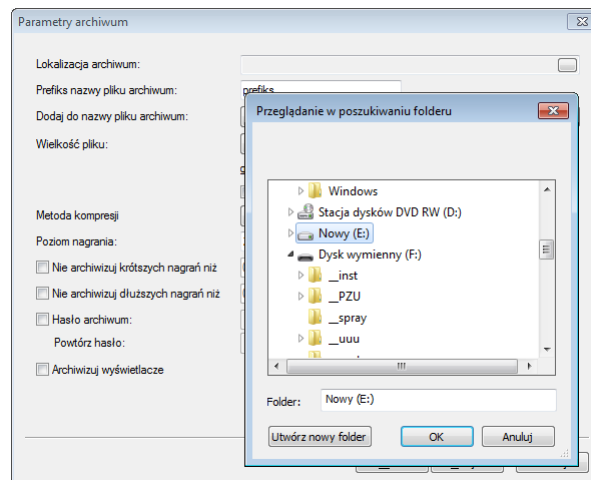 Parametry archiwum
Lokalizacja archiwum:
Prefiks nazwy pliku archiwum:
prefiks
Dodaj do nazwy pliku archiwum:
Wielkość pliku:
Metoda kompresji
Poziom nagrania:
Nie archiwizuj krótszych nagrań niż
Nie archiwizuj dłuższych nagrań niż
Hasło archiwum:
Powtórz hasło:
Archiwizuj wyświetlacze
Przeglądanie w poszukiwaniu folderu
Windows
Stacja dysków DVD RW (D:)
Nowy (E:)
Dysk wymienny (F:)
__inst
__PZU
__spray
__uuu
Folder:
Nowy (E:)
Utwórz nowy folder
OK
Anuluj